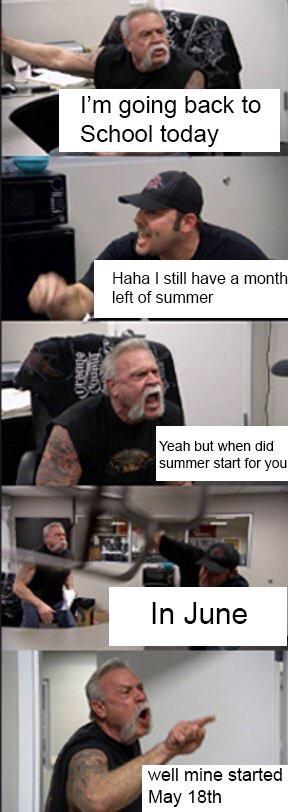 I'm going back to
School today
Haha I still have a month
left of summer
Yeah but when did
summer start for you
In June
well mine started
May 18th